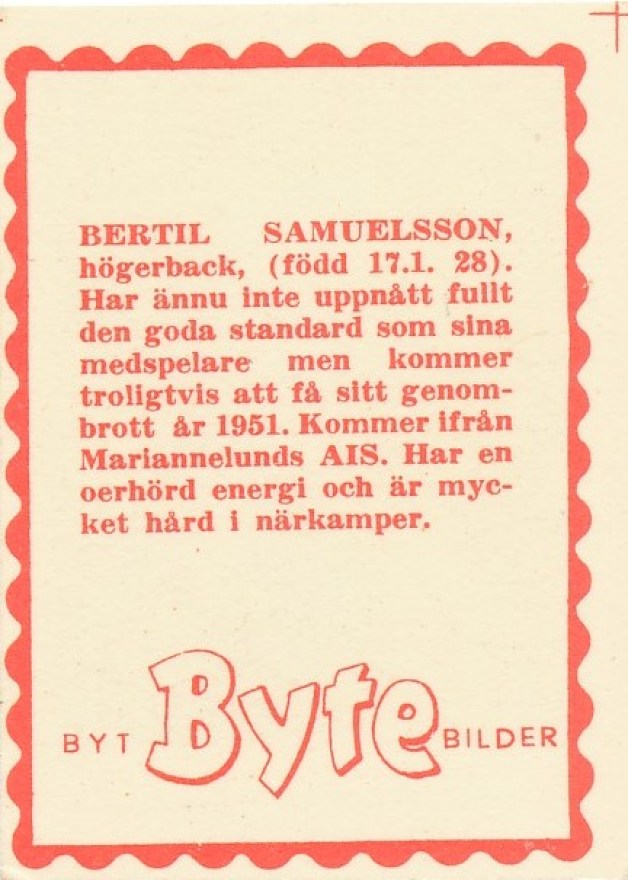 BERTIL SAMUELSSON,
högerback, (född 17.1. 28).
Har ännu inte uppnått fullt
den goda standard som sina
medspelare men kommer
troligtvis att få sitt genom-
brott år 1951. Kommer ifrån
Mariannelunds AIS. Har en
oerhörd energi och är myc-
ket hård i närkamper.
BYT Byte BILDER